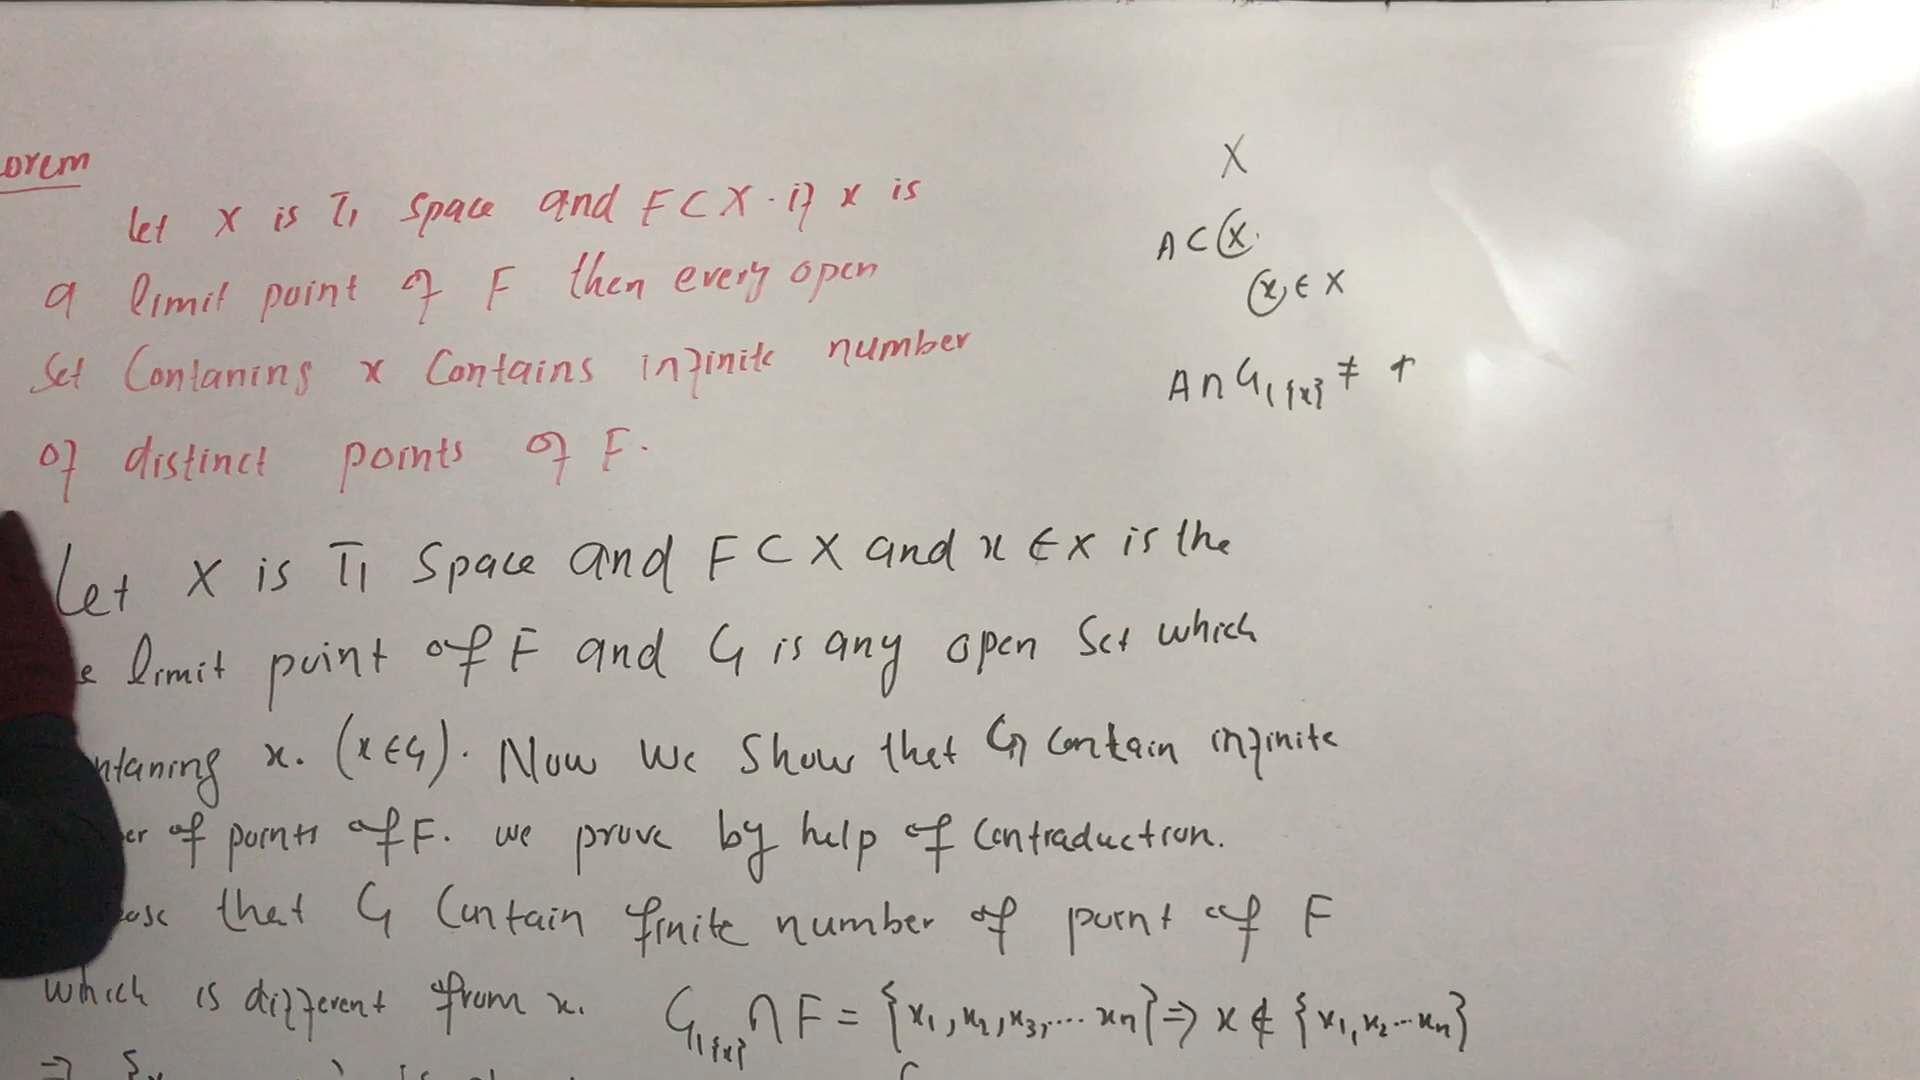 orem
let X is T1 space and F ⊂ X. if x is
a limit point of F then every open
Set Contaning x Contains infinite number
of distinct points of F.
X
A ⊂ X.
x ∈ X
A ∩ G\{x} ≠
Let X is T1 Space and F ⊂ X and x ∈ X is the
e limit point of F and G is any open Set which
ntaning x. (x ∈ G). Now we Show that G contain infinite
er of points of F. we prove by help of Contraduction.
ose that G Contain finite number of point of F
which is different from x. G\{x} ∩ F = {x1, x2, x3, .... xn} => x ∉ {x1, x2 ... xn}